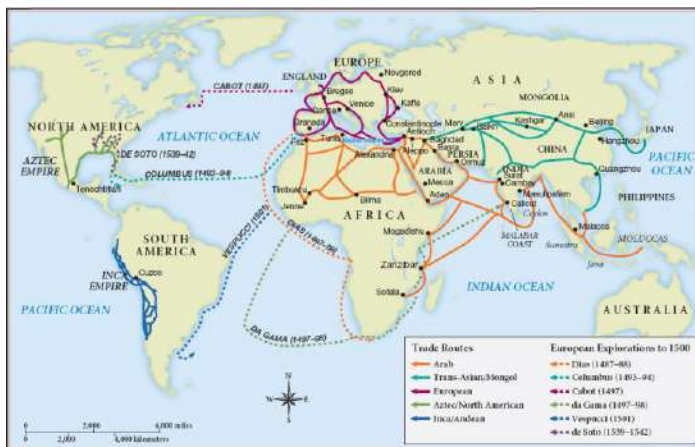 EUROPE
Novgorod
ENGLAND
ASIA
Bruges
Kiev
CABOT (1497)
Kaffa
MONGOLIA
Genoa
Venice
Granada
Constantinople
Antioch
Merv
Balkh
Kashgar
Anxi
Beijing
NORTH AMERICA
ATLANTIC OCEAN
Fez
Tunis
Baghdad
JAPAN
Hangzhou
DE SOTO (1539–42)
Alexandria
Aleppo
Basra
PERSIA
CHINA
PACIFIC
OCEAN
AZTEC
EMPIRE
COLUMBUS (1493–94)
Ormuz
INDIA
Guangzhou
ARABIA
Surat
Cambay
Tenochtitlan
Timbuktu
Bilma
Mecca
Masulipatam
PHILIPPINES
Jenne
Aden
Calicut
Ceylon
AFRICA
MALABAR
COAST
VESPUCCI (1501)
DIAS (1487–88)
Mogadishu
Malacca
SOUTH
AMERICA
Sumatra
MOLUCCAS
INCA
EMPIRE
Cuzco
Zanzibar
Java
PACIFIC OCEAN
Sofala
INDIAN OCEAN
AUSTRALIA
DA GAMA (1497–98)
Trade Routes
Arab
Trans-Asian/Mongol
European
Aztec/North American
Inca/Andean
European Explorations to 1500
Dias (1487–88)
Columbus (1493–94)
Cabot (1497)
da Gama (1497–98)
Vespucci (1501)
de Soto (1539–1542)
N
S
0 2,000 4,000 miles
0 2,000 4,000 kilometers